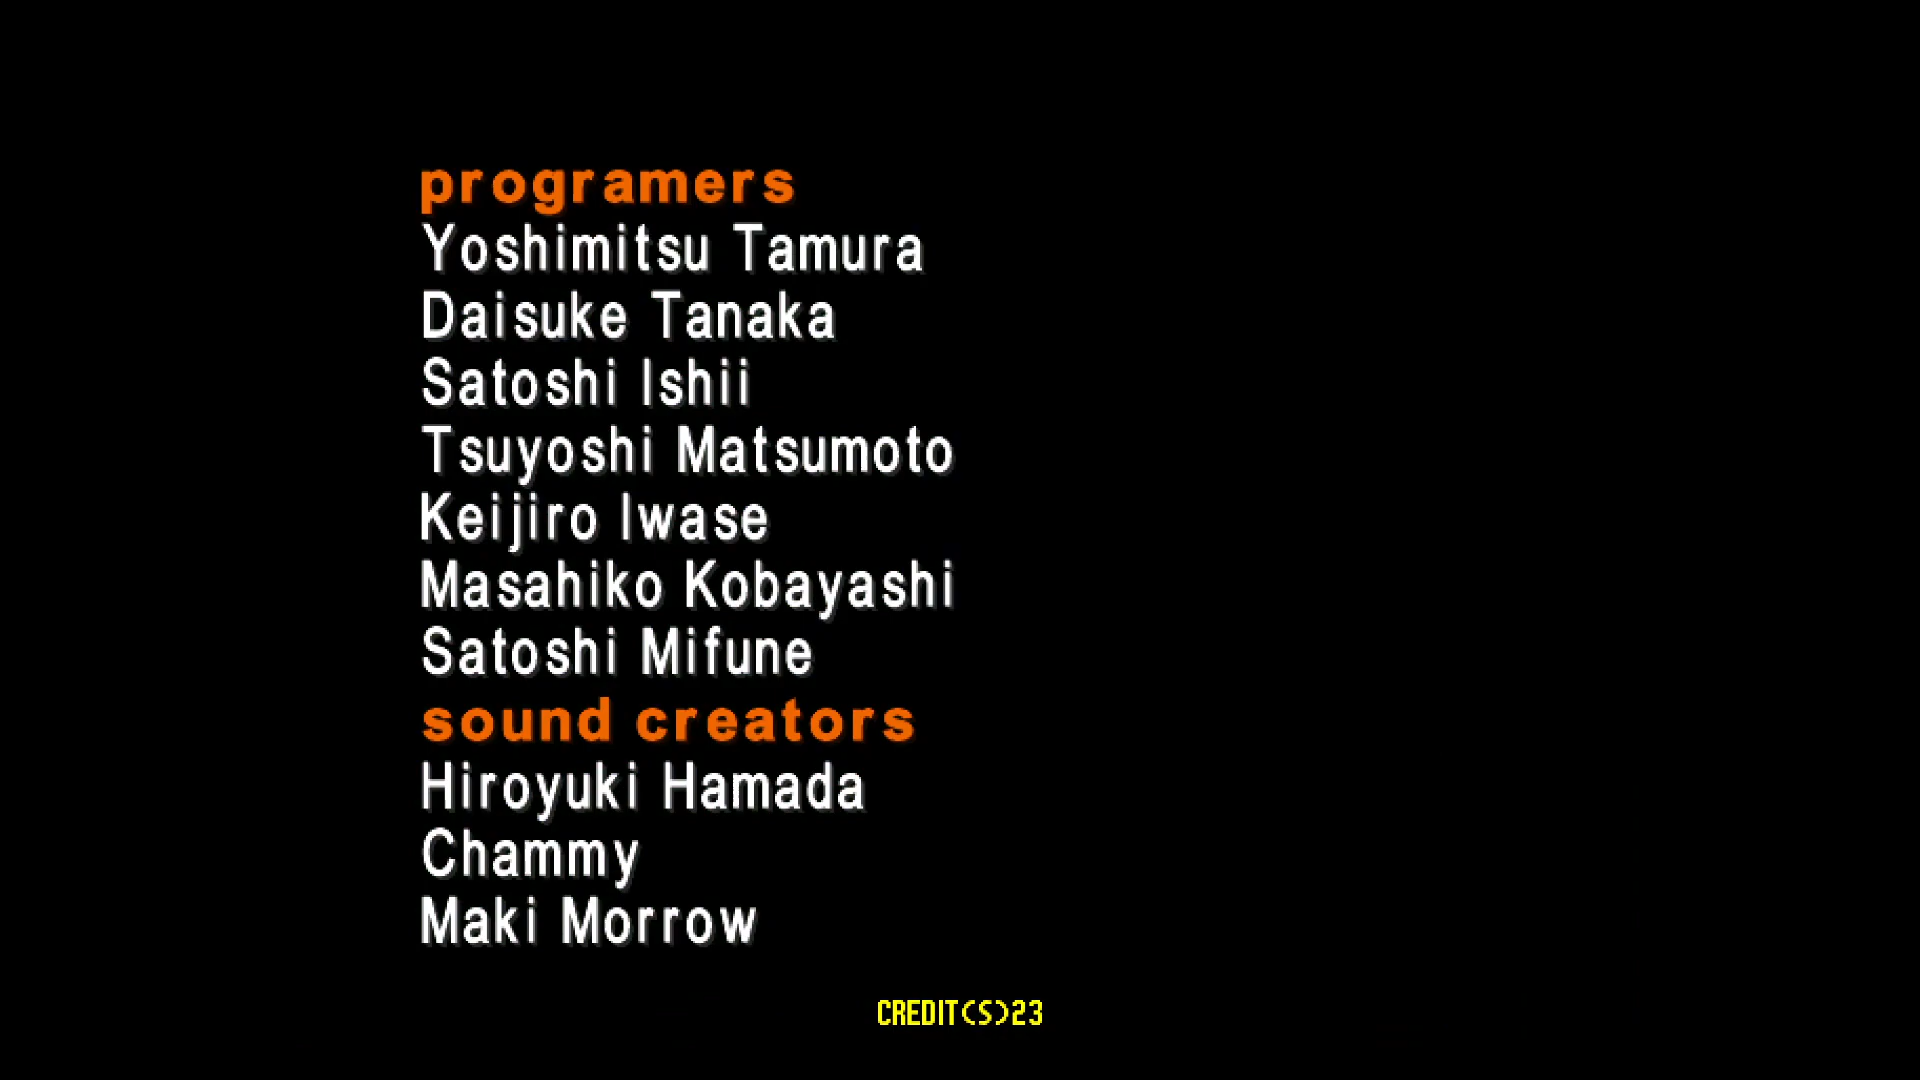 programers
Yoshimitsu Tamura
Daisuke Tanaka
Satoshi Ishii
Tsuyoshi Matsumoto
Keijiro Iwase
Masahiko Kobayashi
Satoshi Mifune
sound creators
Hiroyuki Hamada
Chammy
Maki Morrow
CREDIT(S)23